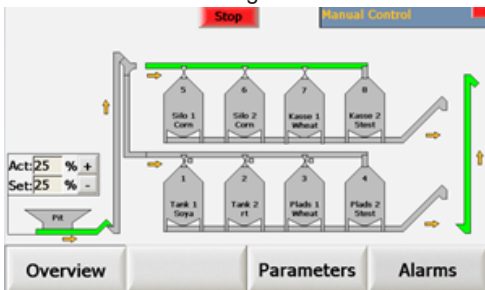 Stop
Manual Control
5 6 7 8
Silo 1 Silo 2 Kasse 1 Kasse 2
Corn Corn Wheat Stest
Act: 25 % +
Set: 25 % -
1 2 3 4
Tank 1 Tank 2 Plads 1 Plads 2
Soya rt Wheat Stest
Pit
Overview Parameters Alarms